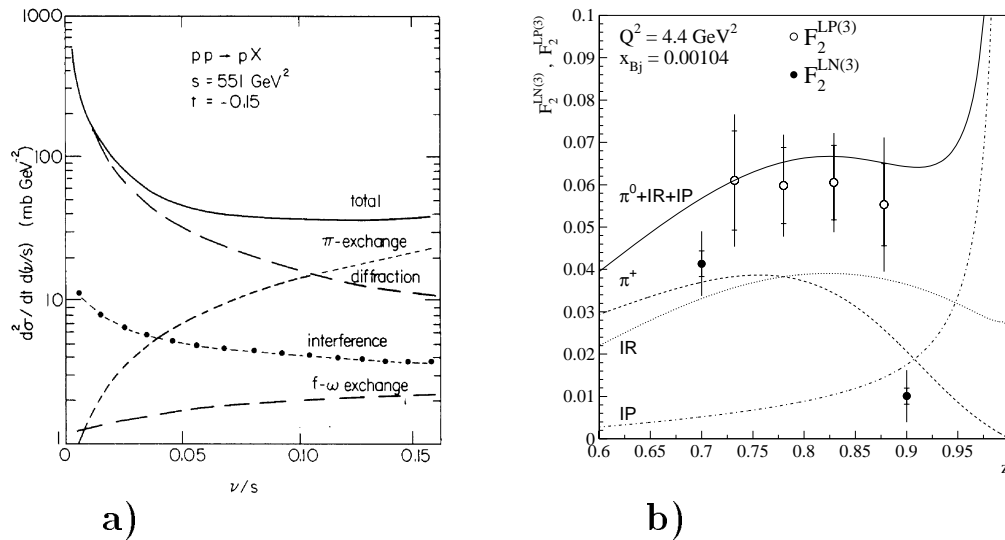 1000
100
10
1
d²σ/dt d(ν/s) (mb GeV⁻²)
pp → pX
s = 551 GeV²
t = -0.15
total
π-exchange
diffraction
interference
f-ω exchange
0 0.05 0.10 0.15
ν/s
a)
F₂^LN(3) , F₂^LP(3)
0.1
0.09
0.08
0.07
0.06
0.05
0.04
0.03
0.02
0.01
0
Q² = 4.4 GeV²
x_Bj = 0.00104
F₂^LP(3)
F₂^LN(3)
π⁰+IR+IP
π⁺
IR
IP
0.6 0.65 0.7 0.75 0.8 0.85 0.9 0.95
z
b)